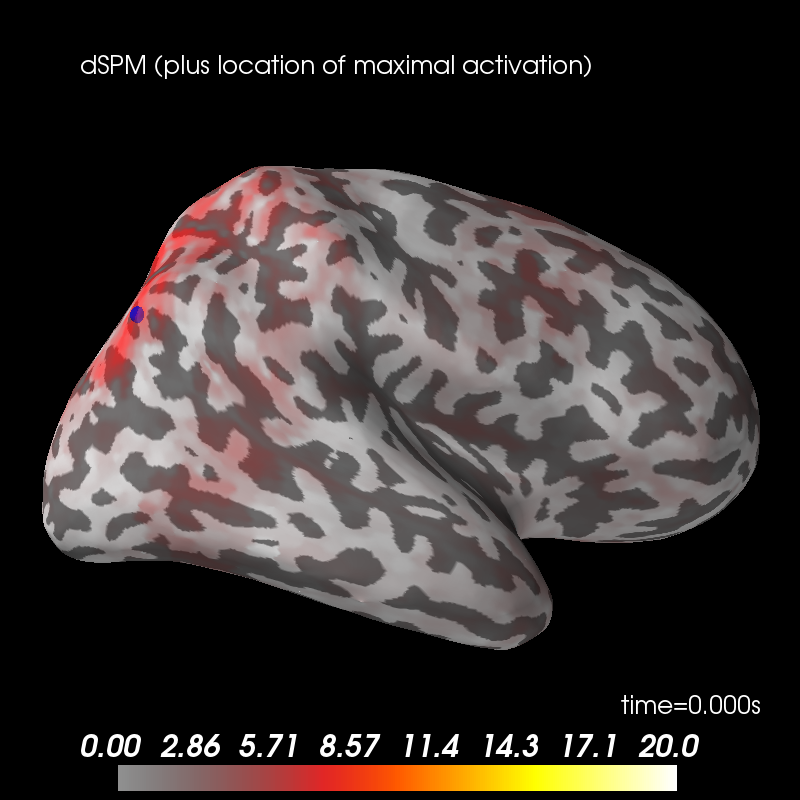 dSPM (plus location of maximal activation)
time=0.000s
0.00 2.86 5.71 8.57 11.4 14.3 17.1 20.0